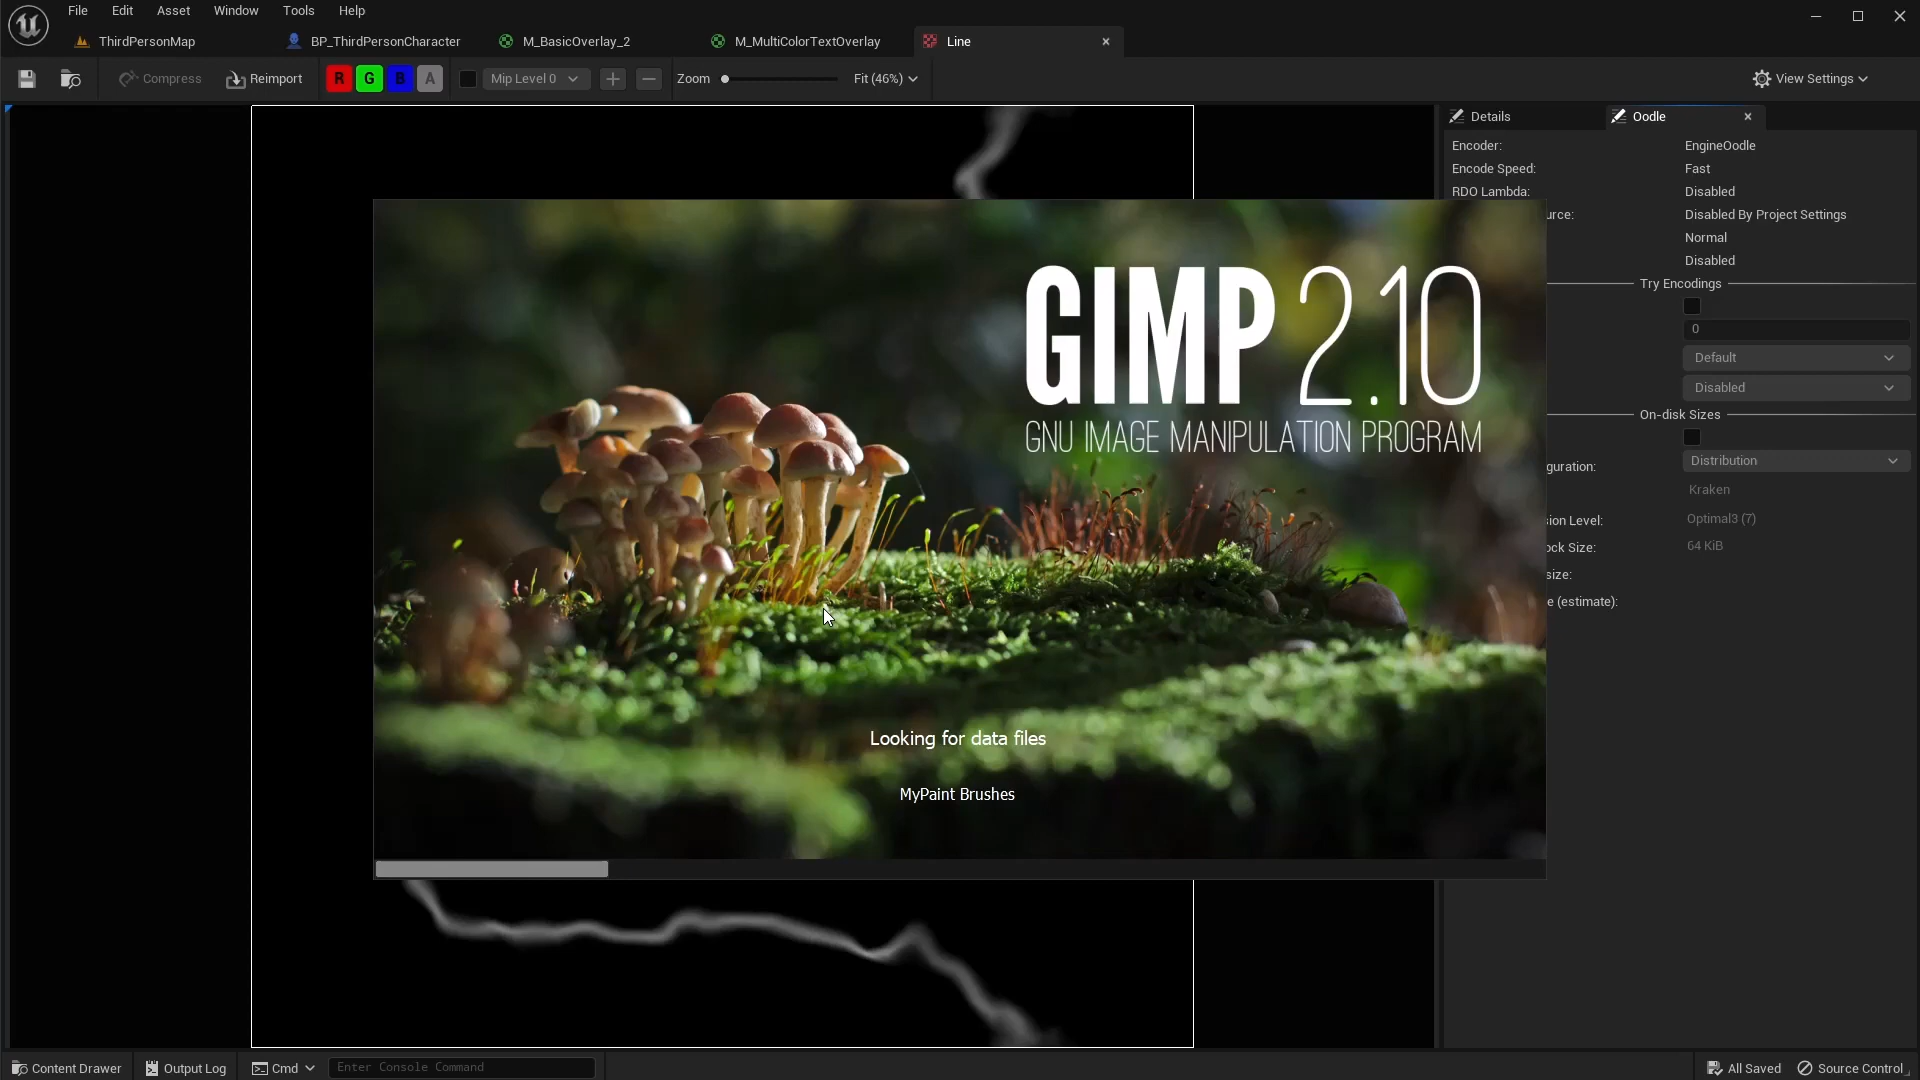 File Edit Asset Window Tools Help
ThirdPersonMap BP_ThirdPersonCharacter M_BasicOverlay_2 M_MultiColorTextOverlay Line
Compress Reimport R G B A Mip Level 0 Zoom Fit (46%) View Settings
Details Oodle
Encoder: EngineOodle
Encode Speed: Fast
RDO Lambda: Disabled
urce: Disabled By Project Settings
Normal
Disabled
Try Encodings
0
Default
Disabled
On-disk Sizes
guration: Distribution
Kraken
sion Level: Optimal3 (7)
ock Size: 64 KiB
size:
e (estimate):
GIMP 2.10
GNU IMAGE MANIPULATION PROGRAM
Looking for data files
MyPaint Brushes
Content Drawer Output Log Cmd Enter Console Command All Saved Source Control